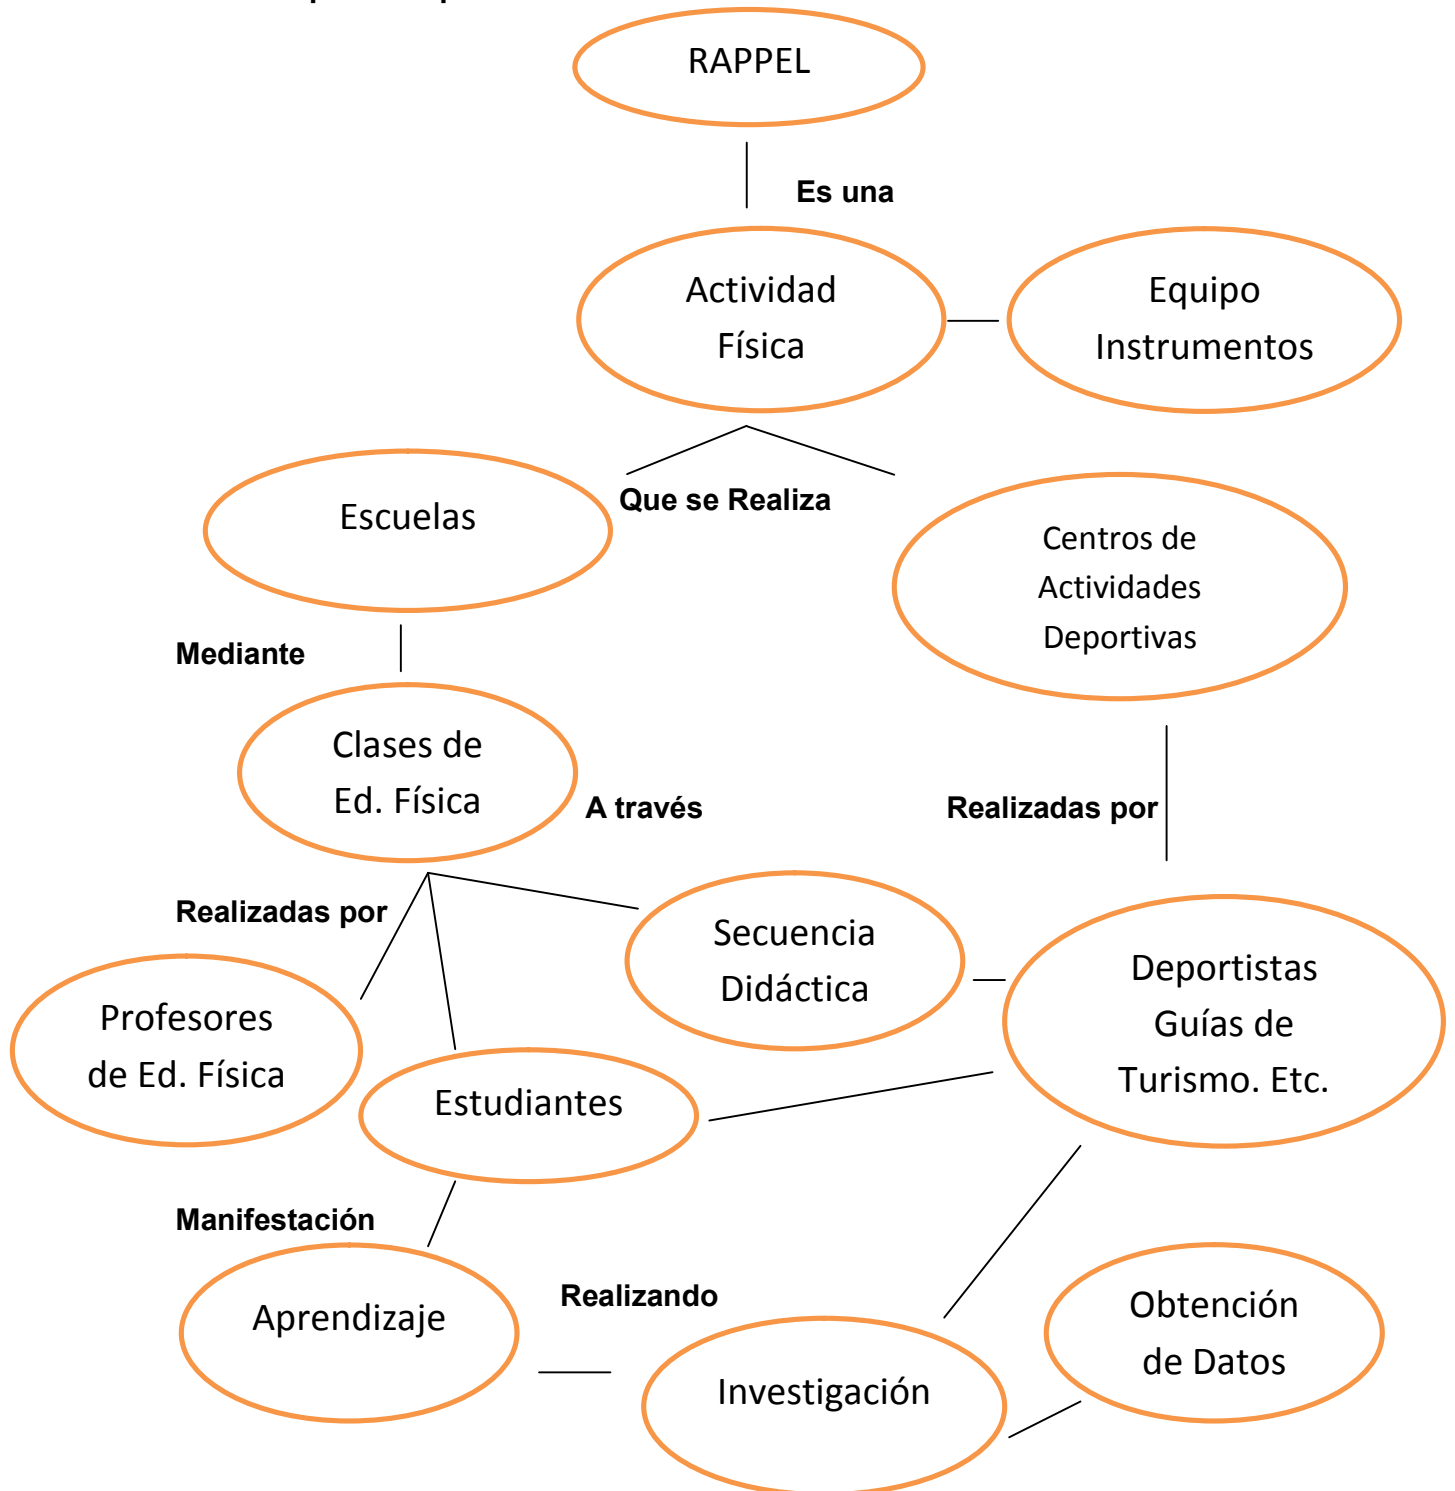 RAPPEL
Es una
Actividad
Física
Equipo
Instrumentos
Escuelas
Que se Realiza
Centros de
Actividades
Deportivas
Mediante
Clases de
Ed. Física
A través
Realizadas por
Realizadas por
Secuencia
Didáctica
Deportistas
Guías de
Turismo. Etc.
Profesores
de Ed. Física
Estudiantes
Manifestación
Aprendizaje
Realizando
Investigación
Obtención
de Datos